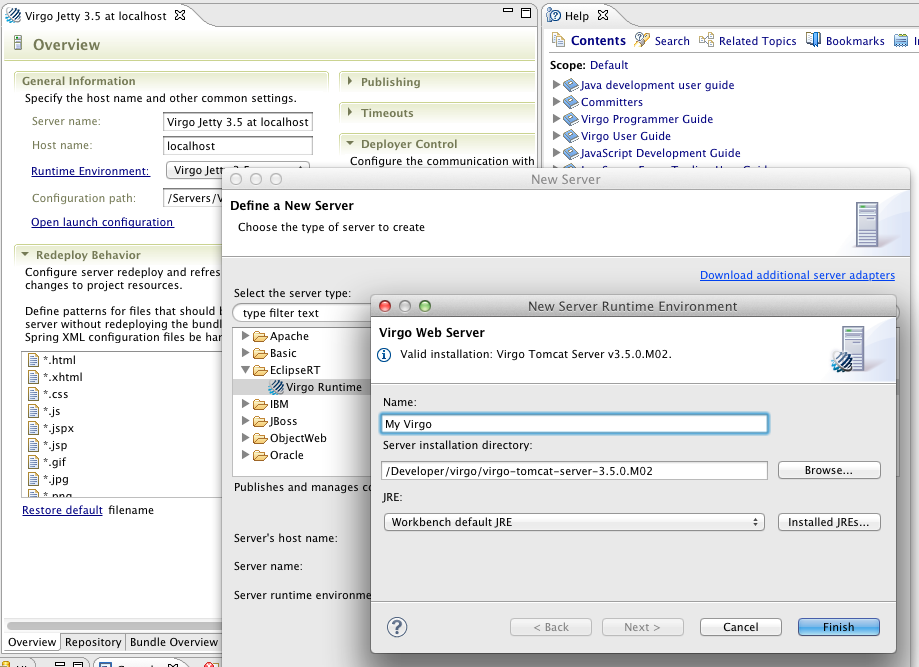 Virgo Jetty 3.5 at localhost
Overview
General Information
Specify the host name and other common settings.
Server name:
Virgo Jetty 3.5 at localhost
Host name:
localhost
Runtime Environment:
Virgo Jetty 3.5
Configuration path:
/Servers/V
Open launch configuration
Redeploy Behavior
Configure server redeploy and refres
changes to project resources.
Define patterns for files that should b
server without redeploying the bundl
Spring XML configuration files be har
*.html
*.xhtml
*.css
*.js
*.jspx
*.jsp
*.gif
*.jpg
*.png
Restore default filename
Overview Repository Bundle Overview
Publishing
Timeouts
Deployer Control
Configure the communication with
Help
Contents Search Related Topics Bookmarks In
Scope: Default
Java development user guide
Committers
Virgo Programmer Guide
Virgo User Guide
JavaScript Development Guide
New Server
Define a New Server
Choose the type of server to create
Download additional server adapters
Select the server type:
type filter text
Apache
Basic
EclipseRT
Virgo Runtime
IBM
JBoss
ObjectWeb
Oracle
Publishes and manages co
Server's host name:
Server name:
Server runtime environme
New Server Runtime Environment
Virgo Web Server
Valid installation: Virgo Tomcat Server v3.5.0.M02.
Name:
My Virgo
Server installation directory:
/Developer/virgo/virgo-tomcat-server-3.5.0.M02
Browse...
JRE:
Workbench default JRE
Installed JREs...
? < Back Next > Cancel Finish